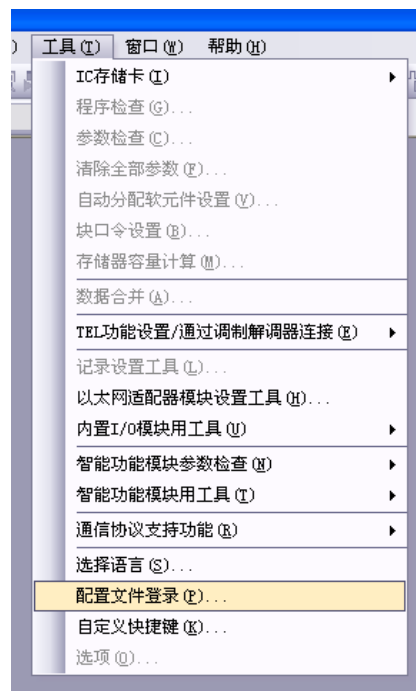 ) 工具(T) 窗口(W) 帮助(H)
IC存储卡(I)
程序检查(G)...
参数检查(C)...
清除全部参数(F)...
自动分配软元件设置(V)...
块口令设置(B)...
存储器容量计算(M)...
数据合并(A)...
TEL功能设置/通过调制解调器连接(E)
记录设置工具(L)...
以太网适配器模块设置工具(H)...
内置I/O模块用工具(U)
智能功能模块参数检查(N)
智能功能模块用工具(T)
通信协议支持功能(R)
选择语言(S)...
配置文件登录(P)...
自定义快捷键(K)...
选项(O)...